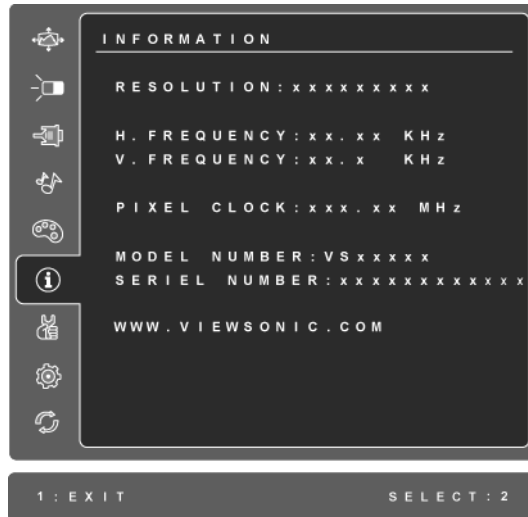 INFORMATION
RESOLUTION:xxxxxxxxx
H. FREQUENCY:xx.xx KHz
V. FREQUENCY:xx.x KHz
PIXEL CLOCK:xxx.xx MHz
MODEL NUMBER:VSxxxxx
SERIEL NUMBER:xxxxxxxxxxxx
WWW.VIEWSONIC.COM
1:EXIT SELECT:2